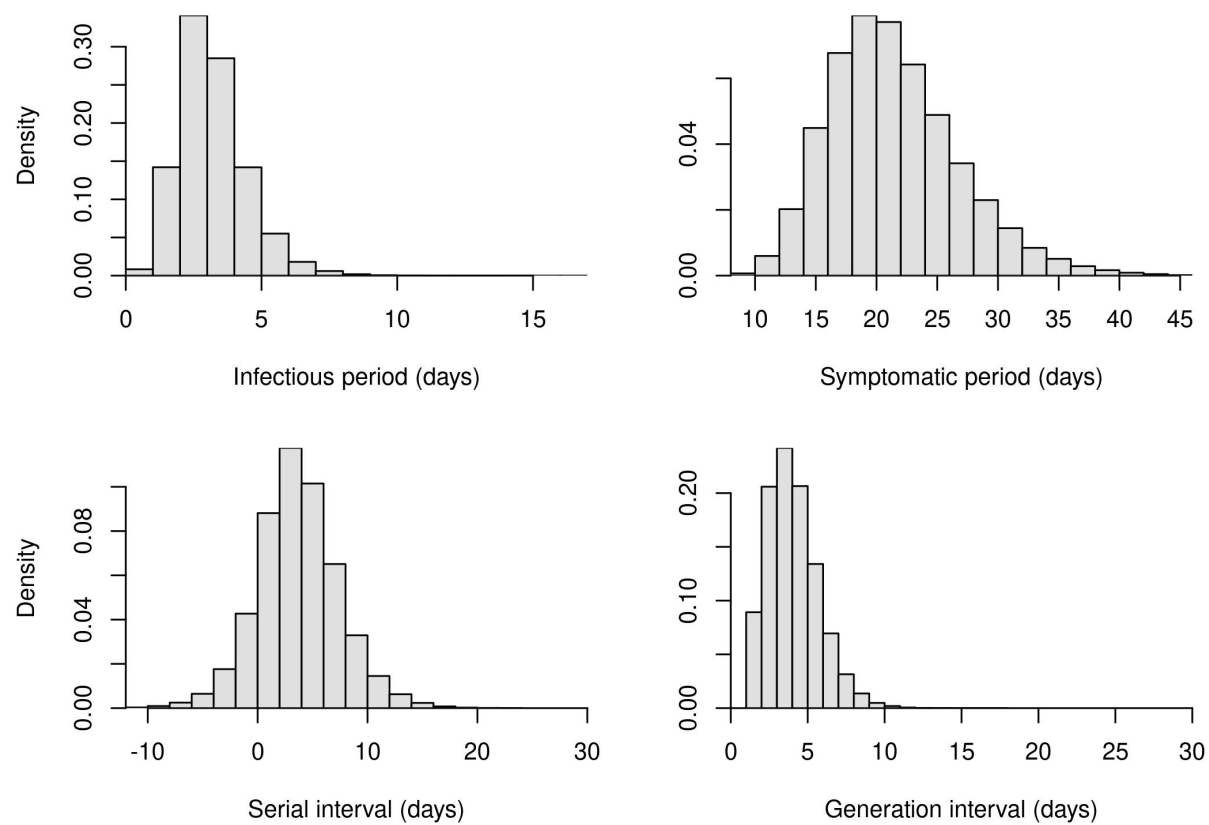 Density
0.00 0.10 0.20 0.30
0 5 10 15
Infectious period (days)
0.00 0.04
10 15 20 25 30 35 40 45
Symptomatic period (days)
Density
0.00 0.04 0.08
-10 0 10 20 30
Serial interval (days)
0.00 0.10 0.20
0 5 10 15 20 25 30
Generation interval (days)